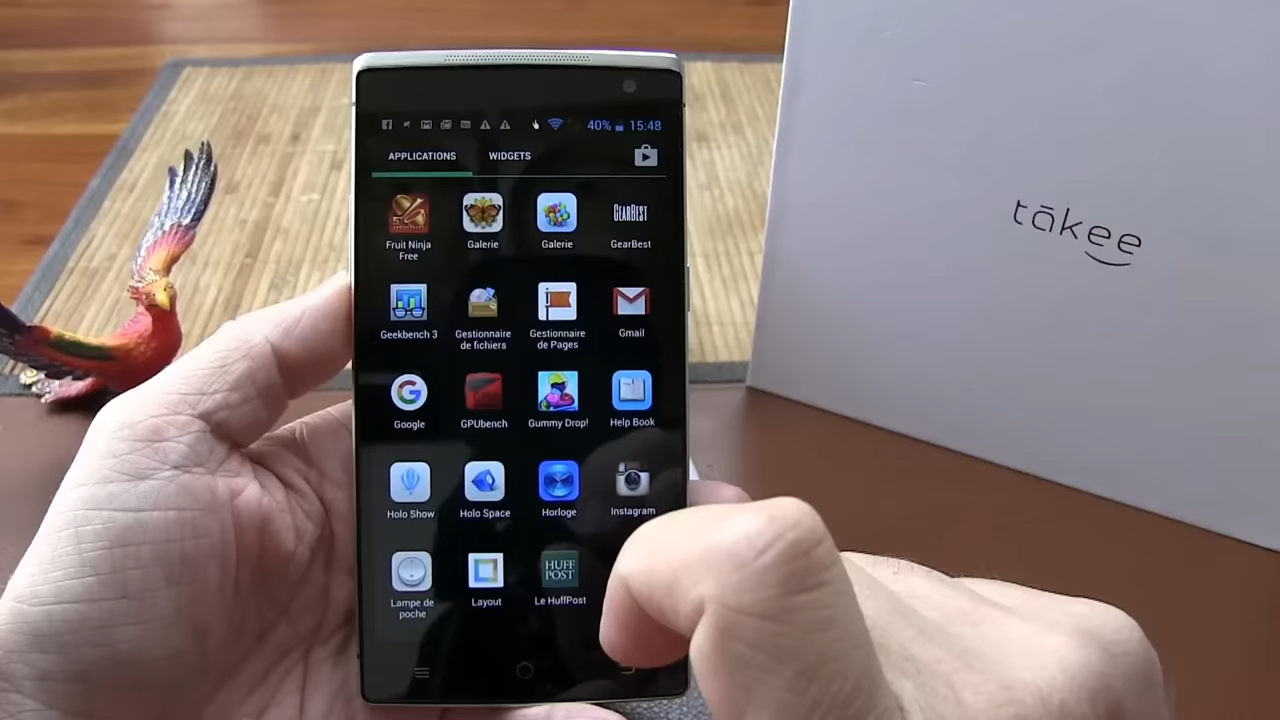 40% 15:48
APPLICATIONS WIDGETS
Fruit Ninja
Free
Galerie
Galerie
GEARBEST
GearBest
Geekbench 3
Gestionnaire
de fichiers
Gestionnaire
de Pages
Gmail
Google
GPUbench
Gummy Drop!
Help Book
Holo Show
Holo Space
Horloge
Instagram
Lampe de
poche
Layout
HUFF
POST
Le HuffPost
tākee